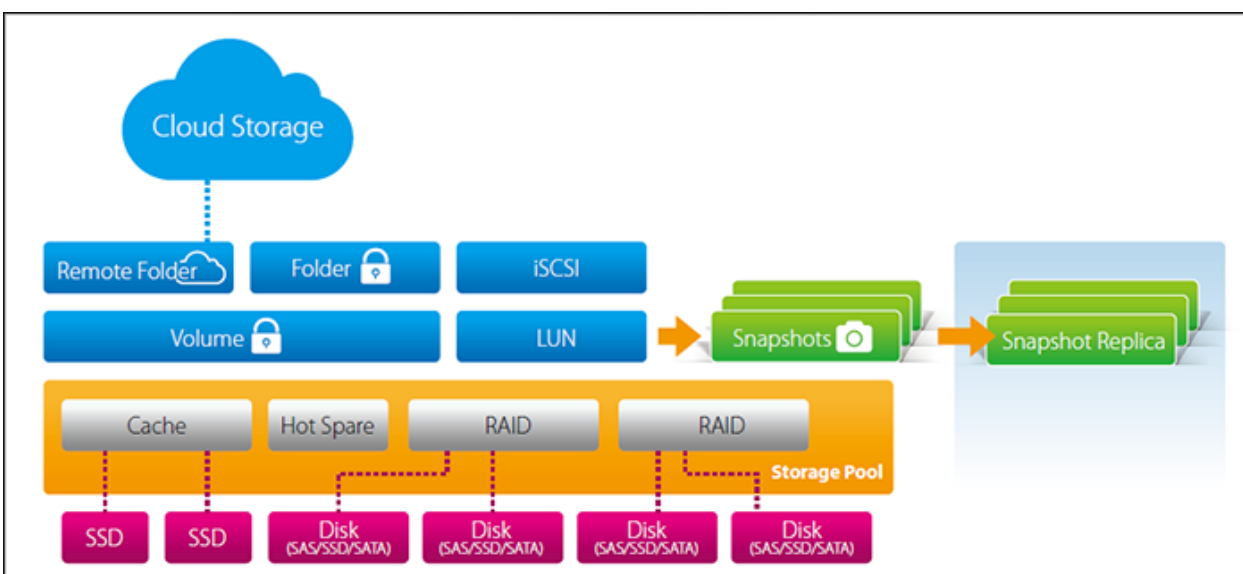 Cloud Storage
Remote Folder
Folder
iSCSI
Volume
LUN
Snapshots
Snapshot Replica
Cache
Hot Spare
RAID
RAID
Storage Pool
SSD
SSD
Disk
(SAS/SSD/SATA)
Disk
(SAS/SSD/SATA)
Disk
(SAS/SSD/SATA)
Disk
(SAS/SSD/SATA)